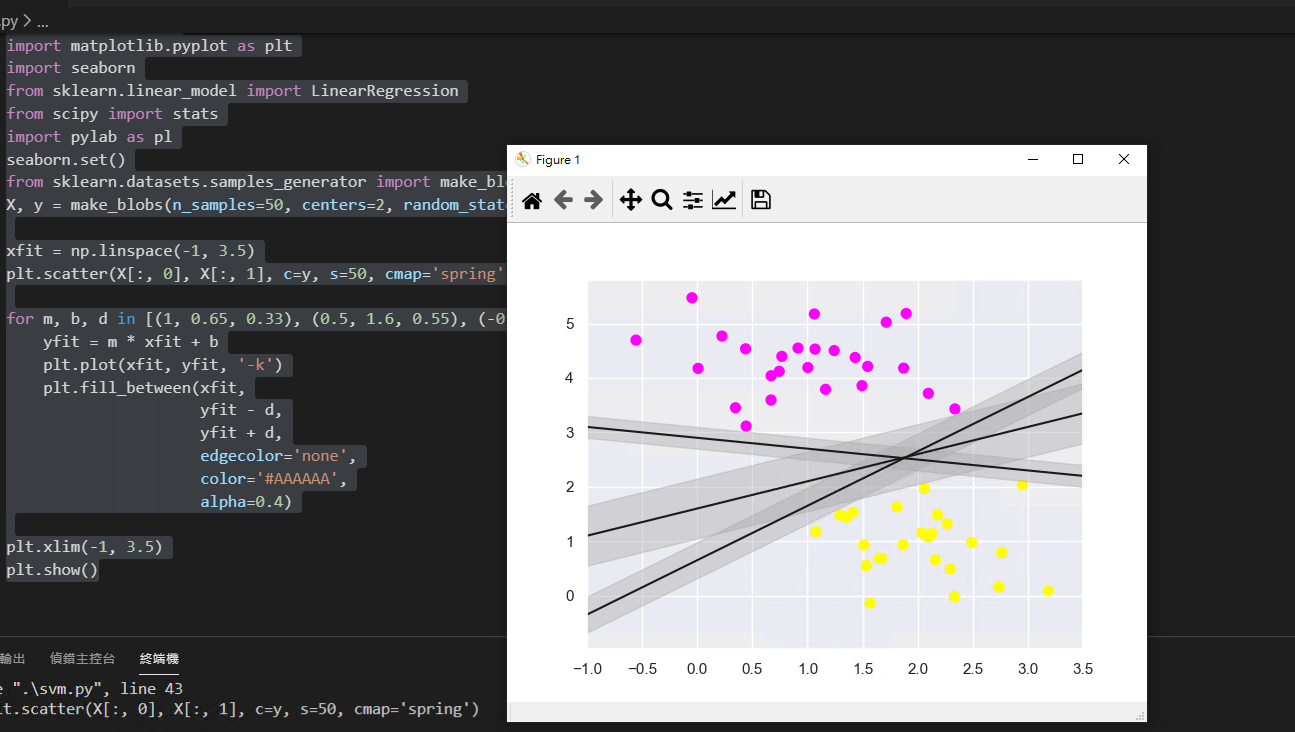 .py > ...
import matplotlib.pyplot as plt
import seaborn
from sklearn.linear_model import LinearRegression
from scipy import stats
import pylab as pl
seaborn.set()
from sklearn.datasets.samples_generator import make_bl
X, y = make_blobs(n_samples=50, centers=2, random_stat
xfit = np.linspace(-1, 3.5)
plt.scatter(X[:, 0], X[:, 1], c=y, s=50, cmap='spring'
for m, b, d in [(1, 0.65, 0.33), (0.5, 1.6, 0.55), (-0
yfit = m * xfit + b
plt.plot(xfit, yfit, '-k')
plt.fill_between(xfit,
yfit - d,
yfit + d,
edgecolor='none',
color='#AAAAAA',
alpha=0.4)
plt.xlim(-1, 3.5)
plt.show()
Figure 1
5
4
3
2
1
0
−1.0 −0.5 0.0 0.5 1.0 1.5 2.0 2.5 3.0 3.5
輸出 偵錯主控台 終端機
e ".\svm.py", line 43
lt.scatter(X[:, 0], X[:, 1], c=y, s=50, cmap='spring')